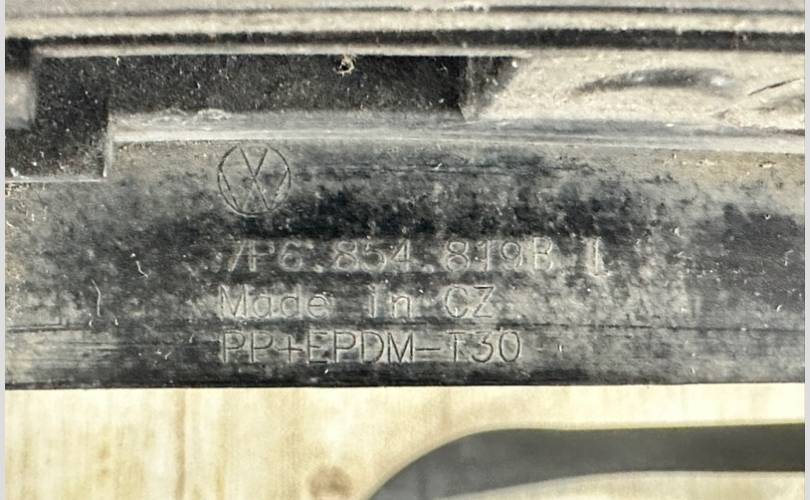 7P6.854.819B L
Made in CZ
PP+EPDM-T30